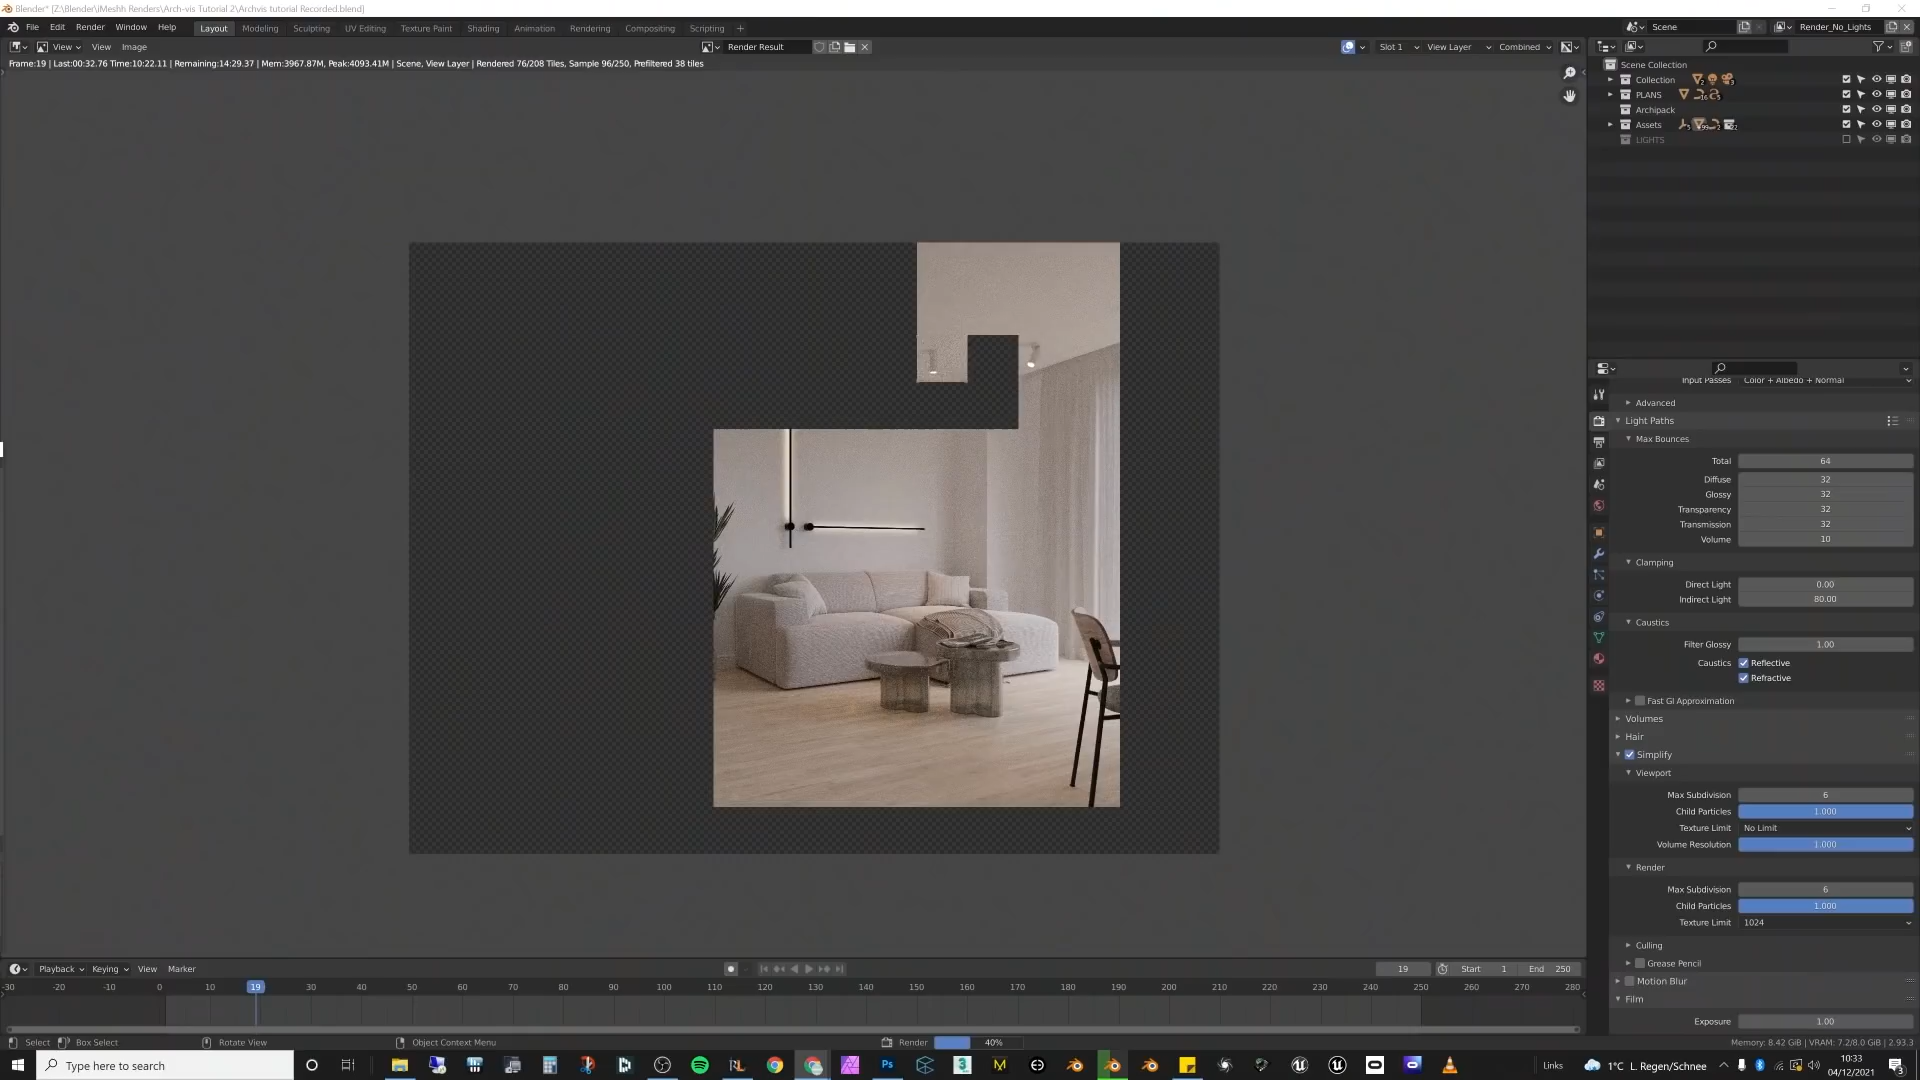 Blender* [Z:\Blender\iMeshh Renders\Arch-vis Tutorial 2\Archvis tutorial Recorded.blend]
File Edit Render Window Help Layout Modeling Sculpting UV Editing Texture Paint Shading Animation Rendering Compositing Scripting + Scene Render_No_Lights
View View Image Render Result Slot 1 View Layer Combined
Frame:19 | Last:00:32.76 Time:10:22.11 | Remaining:14:29.37 | Mem:3967.87M, Peak:4093.41M | Scene, View Layer | Rendered 76/208 Tiles, Sample 96/250, Prefiltered 38 tiles
Scene Collection
Collection
PLANS
Archipack
Assets
LIGHTS
Input Passes Color + Albedo + Normal
Advanced
Light Paths
Max Bounces
Total 64
Diffuse 32
Glossy 32
Transparency 32
Transmission 32
Volume 10
Clamping
Direct Light 0.00
Indirect Light 80.00
Caustics
Filter Glossy 1.00
Caustics Reflective
Refractive
Fast GI Approximation
Volumes
Hair
Simplify
Viewport
Max Subdivision 6
Child Particles 1.000
Texture Limit No Limit
Volume Resolution 1.000
Render
Max Subdivision 6
Child Particles 1.000
Texture Limit 1024
Culling
Grease Pencil
Motion Blur
Film
Exposure 1.00
Playback Keying View Marker 19 Start 1 End 250
-30 -20 -10 0 10 19 30 40 50 60 70 80 90 100 110 120 130 140 150 160 170 180 190 200 210 220 230 240 250 260 270 280
Select Box Select Rotate View Object Context Menu Render 40% Memory: 8.42 GiB | VRAM: 7.2/8.0 GiB | 2.93.3
Type here to search Links 1°C L. Regen/Schnee 10:33
04/12/2021